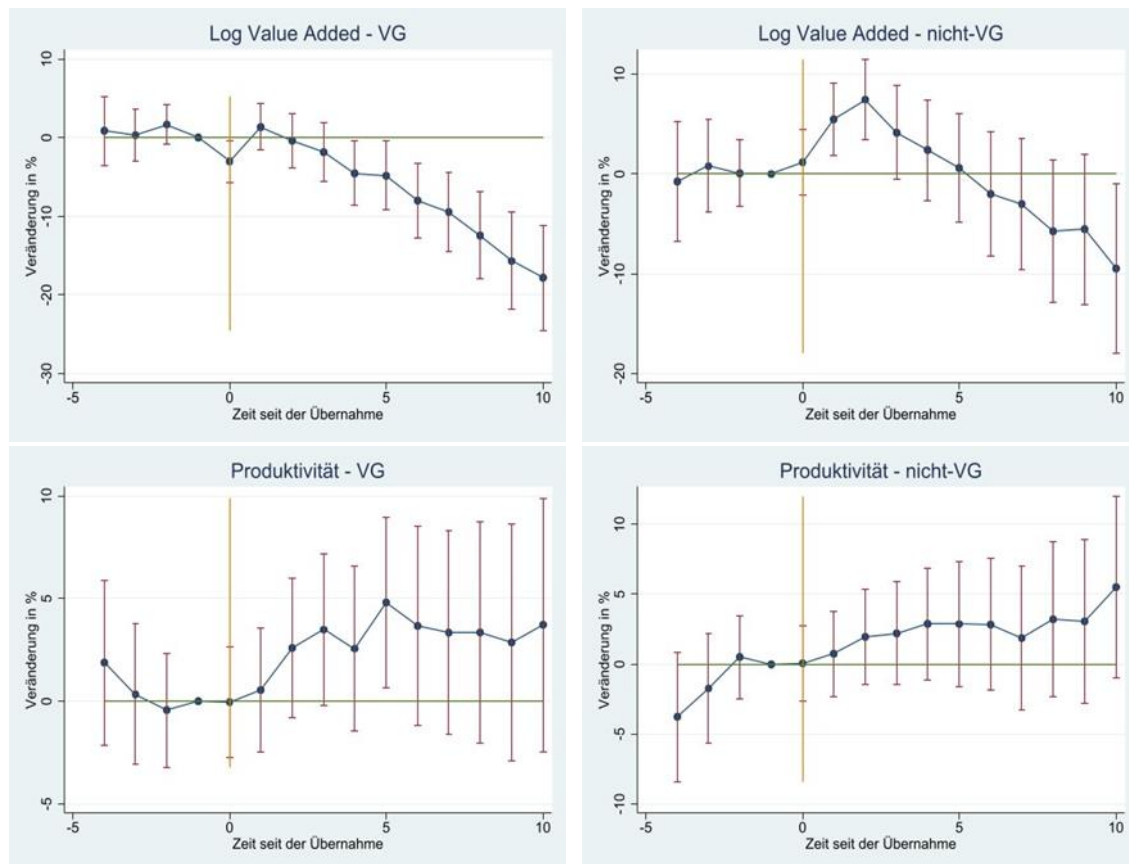 Log Value Added - VG
Veränderung in %
10
0
-10
-20
-30
-5
0
5
10
Zeit seit der Übernahme
Log Value Added - nicht-VG
Veränderung in %
10
0
-10
-20
-5
0
5
10
Zeit seit der Übernahme
Produktivität - VG
Veränderung in %
10
5
0
-5
-5
0
5
10
Zeit seit der Übernahme
Produktivität - nicht-VG
Veränderung in %
10
5
0
-5
-10
-5
0
5
10
Zeit seit der Übernahme